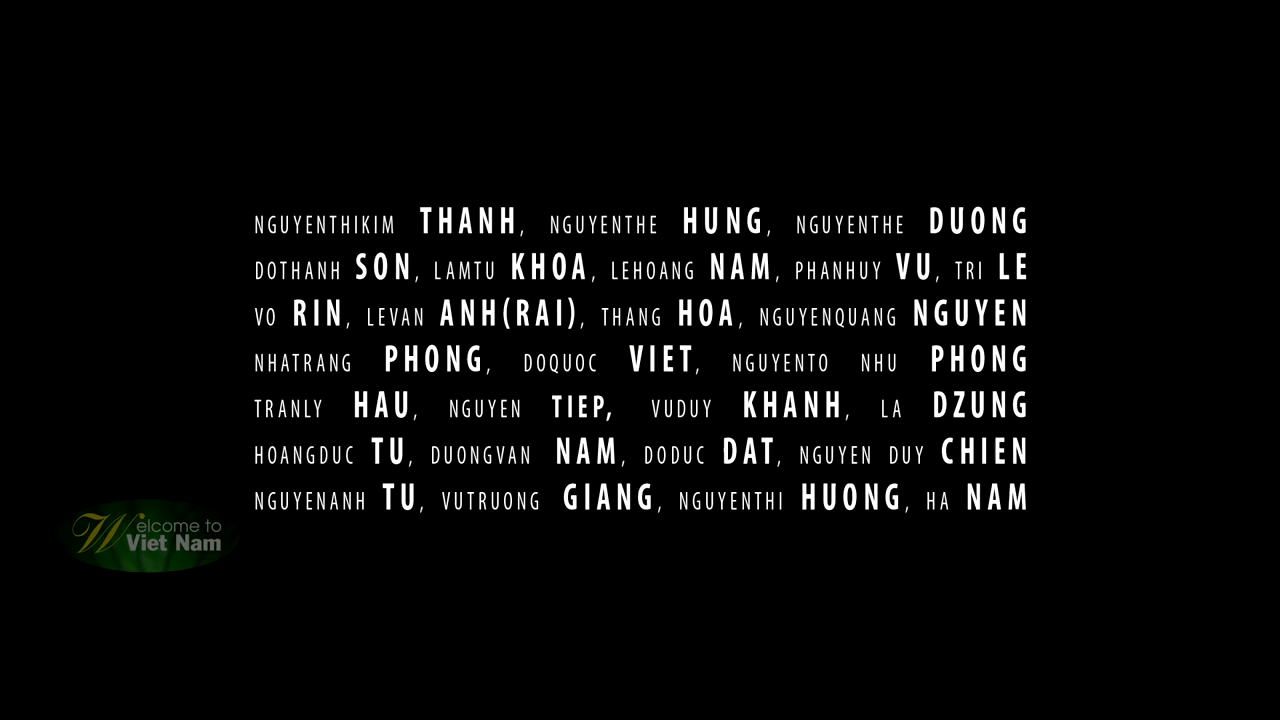 NGUYENTHIKIM THANH, NGUYENTHE HUNG, NGUYENTHE DUONG
DOTHANH SON, LAMTU KHOA, LEHOANG NAM, PHANHUY VU, TRI LE
VO RIN, LEVAN ANH(RAI), THANG HOA, NGUYENQUANG NGUYEN
NHATRANG PHONG, DOQUOC VIET, NGUYENTO NHU PHONG
TRANLY HAU, NGUYEN TIEP, VUDUY KHANH, LA DZUNG
HOANGDUC TU, DUONGVAN NAM, DODUC DAT, NGUYEN DUY CHIEN
NGUYENANH TU, VUTRUONG GIANG, NGUYENTHI HUONG, HA NAM
Welcome to
Viet Nam